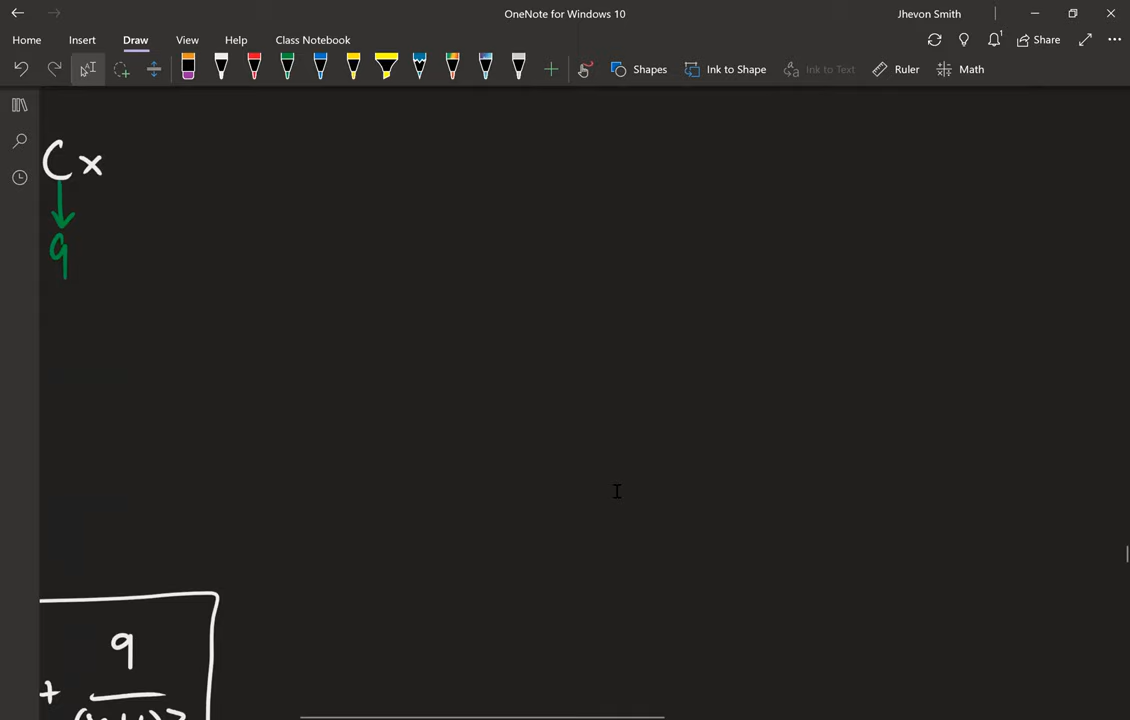 OneNote for Windows 10
Jhevon Smith
Home Insert Draw View Help Class Notebook
1 Share
Shapes Ink to Shape Ink to Text Ruler Math
Cx
9
9
+